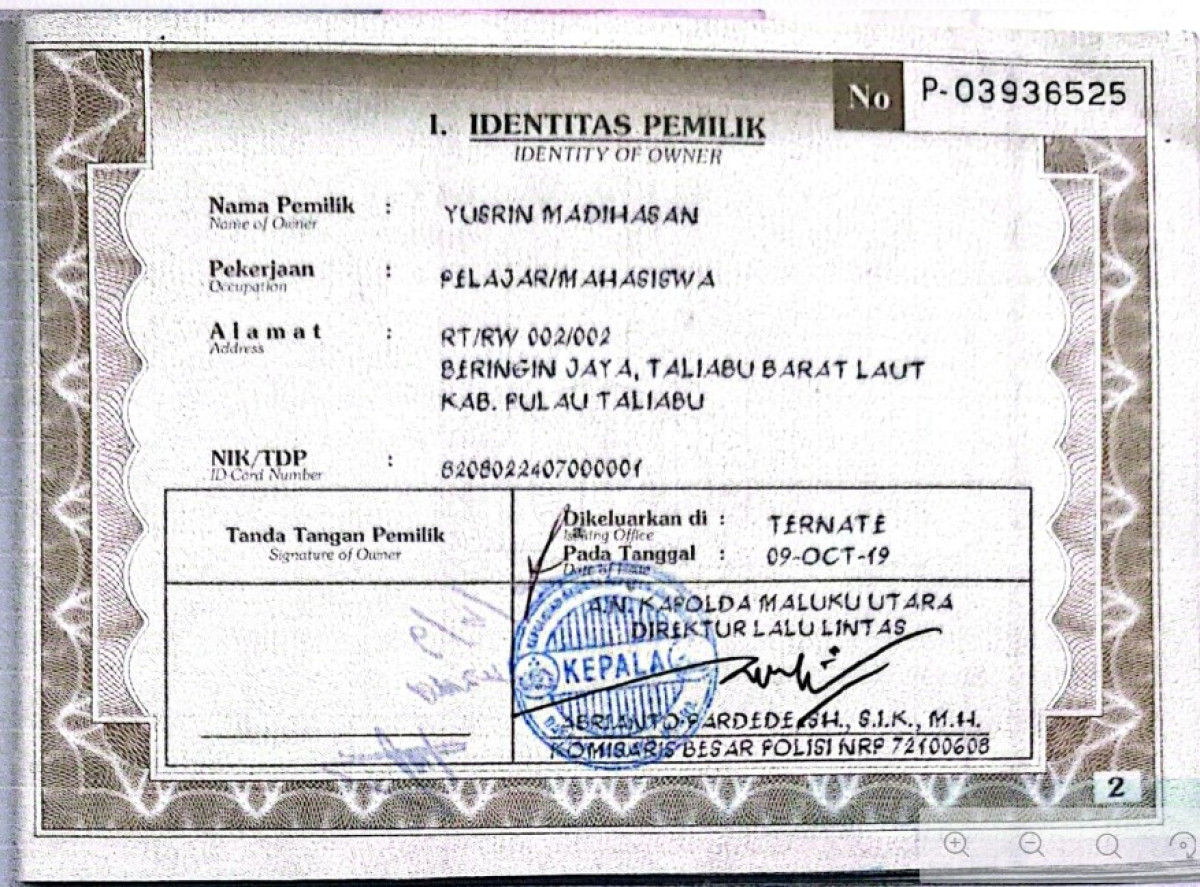 No P-03936525
I. IDENTITAS PEMILIK
IDENTITY OF OWNER
Nama Pemilik : YUSRIN MADIHASAN
Name of Owner
Pekerjaan : PELAJAR/MAHASISWA
Occupation
Alamat : RT/RW 002/002
Address
BERINGIN JAYA, TALIABU BARAT LAUT
KAB. PULAU TALIABU
NIK/TDP : 8208022407000001
ID Card Number
Tanda Tangan Pemilik
Signature of Owner
Dikeluarkan di : TERNATE
Issuing Office
Pada Tanggal : 09-OCT-19
Date of Issue
A.N. KAPOLDA MALUKU UTARA
DIREKTUR LALU LINTAS
KEPALA
PARDEDE, SH., S.I.K., M.H.
KOMISARIS BESAR POLISI NRP 72100608
2